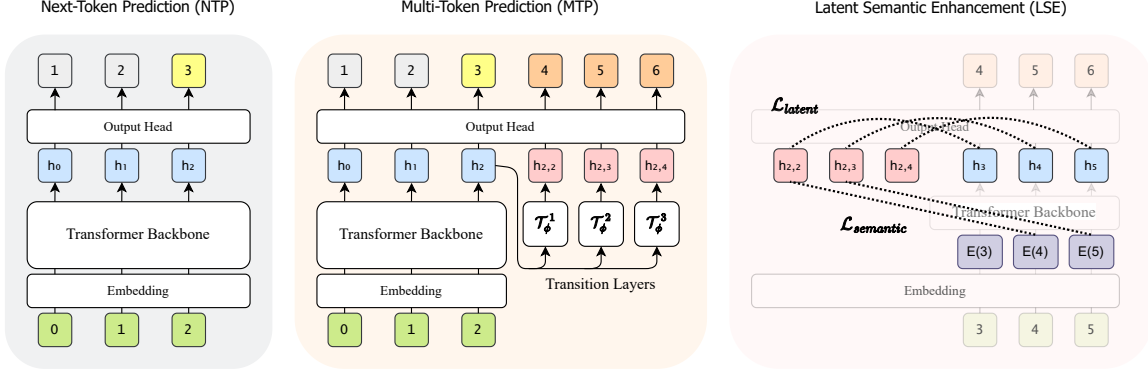 Next-Token Prediction (NTP)
1 2 3
Output Head
h₀ h₁ h₂
Transformer Backbone
Embedding
0 1 2
Multi-Token Prediction (MTP)
1 2 3 4 5 6
Output Head
h₀ h₁ h₂ h₂,₂ h₂,₃ h₂,₄
𝒯ϕ¹ 𝒯ϕ² 𝒯ϕ³
Transformer Backbone
Transition Layers
Embedding
0 1 2
Latent Semantic Enhancement (LSE)
4 5 6
ℒlatent
Output Head
h₂,₂ h₂,₃ h₂,₄ h₃ h₄ h₅
Transformer Backbone
ℒsemantic
E(3) E(4) E(5)
Embedding
3 4 5